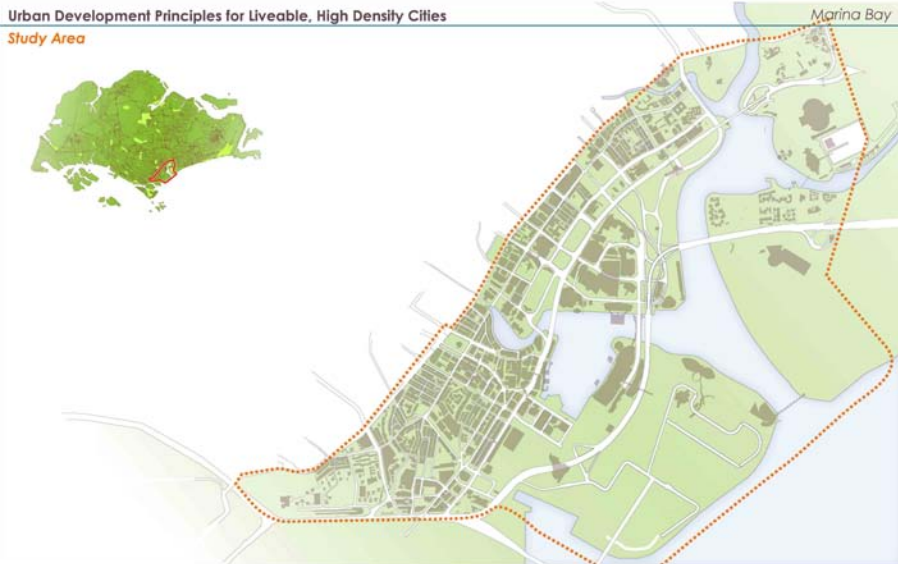 Urban Development Principles for Liveable, High Density Cities
Marina Bay
Study Area